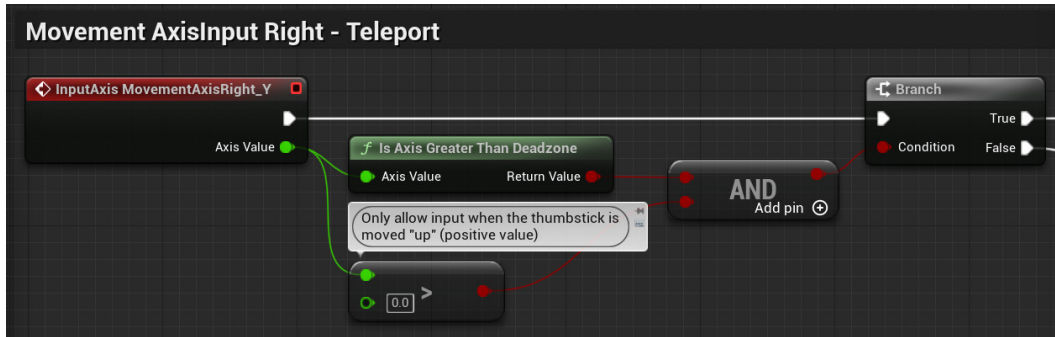 Movement AxisInput Right - Teleport
InputAxis MovementAxisRight_Y
Axis Value
f Is Axis Greater Than Deadzone
Axis Value Return Value
Only allow input when the thumbstick is
moved "up" (positive value)
0.0 >
AND
Add pin
Branch
True
Condition False